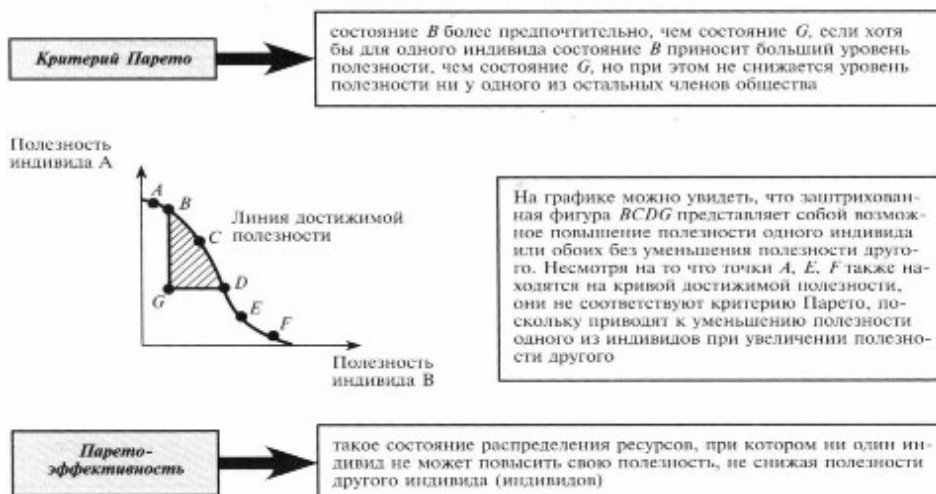 Критерий Парето
состояние B более предпочтительно, чем состояние G, если хотя
бы для одного индивида состояние B приносит больший уровень
полезности, чем состояние G, но при этом не снижается уровень
полезности ни у одного из остальных членов общества
Полезность
индивида А
A
B
Линия достижимой
полезности
C
G
D
E
F
Полезность
индивида В
На графике можно увидеть, что заштрихован-
ная фигура BCDG представляет собой возмож-
ное повышение полезности одного индивида
или обоих без уменьшения полезности друго-
го. Несмотря на то что точки A, E, F также на-
ходятся на кривой достижимой полезности,
они не соответствуют критерию Парето, по-
скольку приводят к уменьшению полезности
одного из индивидов при увеличении полезно-
сти другого
Парето-
эффективность
такое состояние распределения ресурсов, при котором ни один ин-
дивид не может повысить свою полезность, не снижая полезности
другого индивида (индивидов)